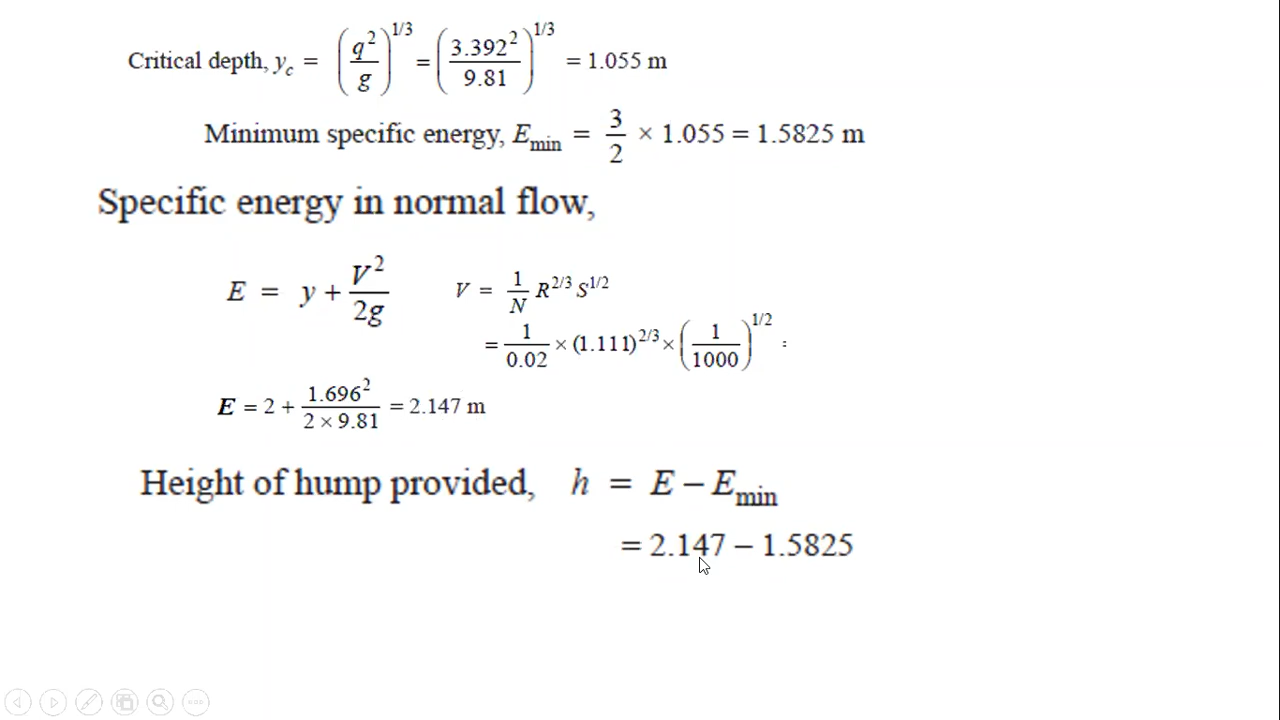 Critical depth, y_c = (q²/g)^1/3 = (3.392²/9.81)^1/3 = 1.055 m
Minimum specific energy, E_min = 3/2 × 1.055 = 1.5825 m
Specific energy in normal flow,
E = y + V²/2g
V = 1/N R^2/3 S^1/2
= 1/0.02 × (1.111)^2/3 × (1/1000)^1/2 =
E = 2 + 1.696²/2 × 9.81 = 2.147 m
Height of hump provided, h = E − E_min
= 2.147 − 1.5825